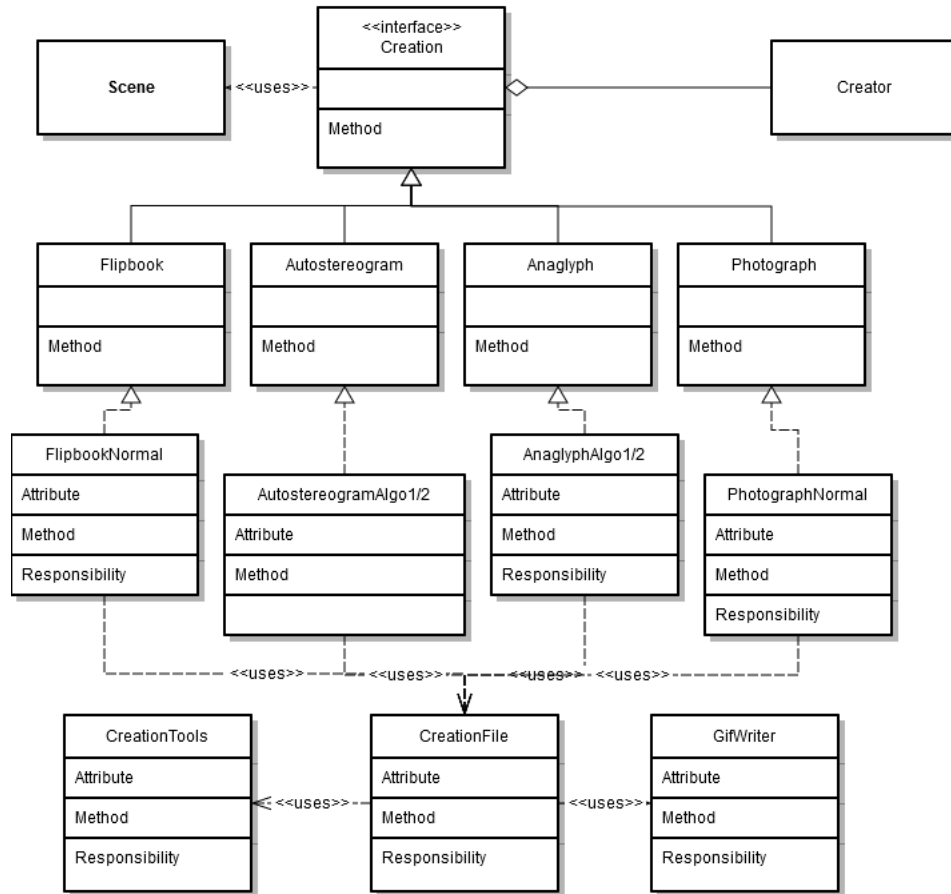 <<interface>>
Creation
Scene
<<uses>>
Creator
Method
Flipbook
Autostereogram
Anaglyph
Photograph
Method
Method
Method
Method
FlipbookNormal
AutostereogramAlgo1/2
AnaglyphAlgo1/2
PhotographNormal
Attribute
Attribute
Attribute
Attribute
Method
Method
Method
Method
Responsibility
Responsibility
Responsibility
<<uses>>
<<uses>>
<<uses>>
<<uses>>
CreationTools
CreationFile
GifWriter
Attribute
Attribute
Attribute
<<uses>>
<<uses>>
Method
Method
Method
Responsibility
Responsibility
Responsibility